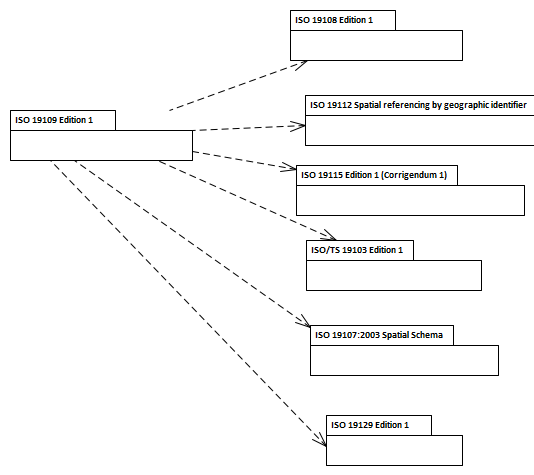 ISO 19108 Edition 1
ISO 19112 Spatial referencing by geographic identifier
ISO 19109 Edition 1
ISO 19115 Edition 1 (Corrigendum 1)
ISO/TS 19103 Edition 1
ISO 19107:2003 Spatial Schema
ISO 19129 Edition 1